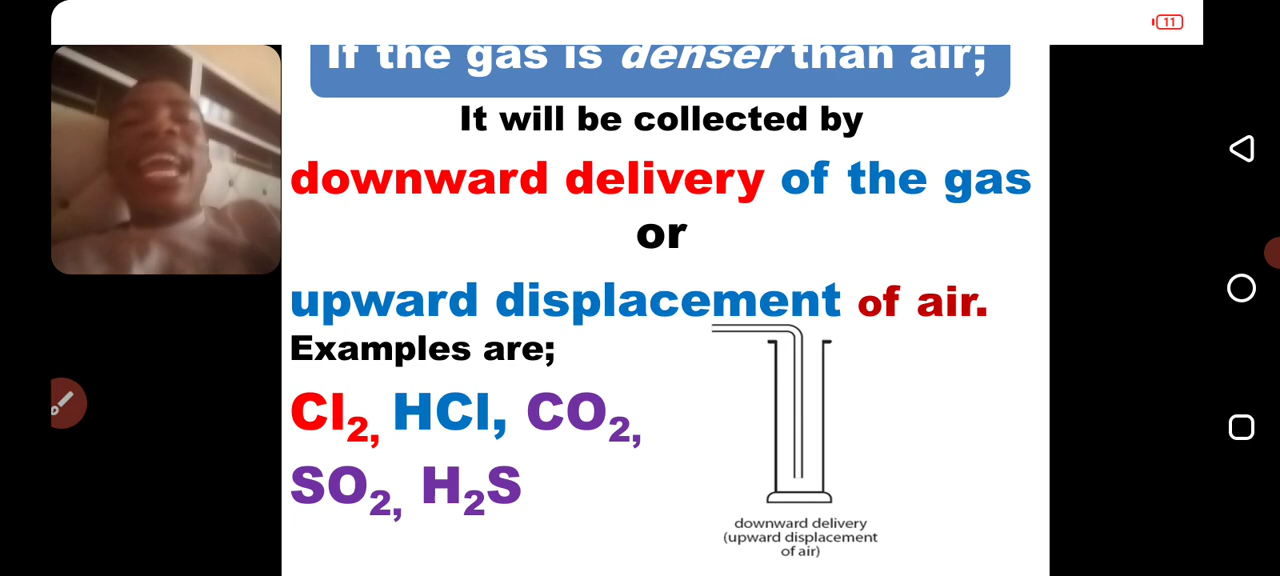 11
If the gas is denser than air;
It will be collected by
downward delivery of the gas
or
upward displacement of air.
Examples are;
Cl₂, HCl, CO₂,
SO₂, H₂S
downward delivery
(upward displacement
of air)